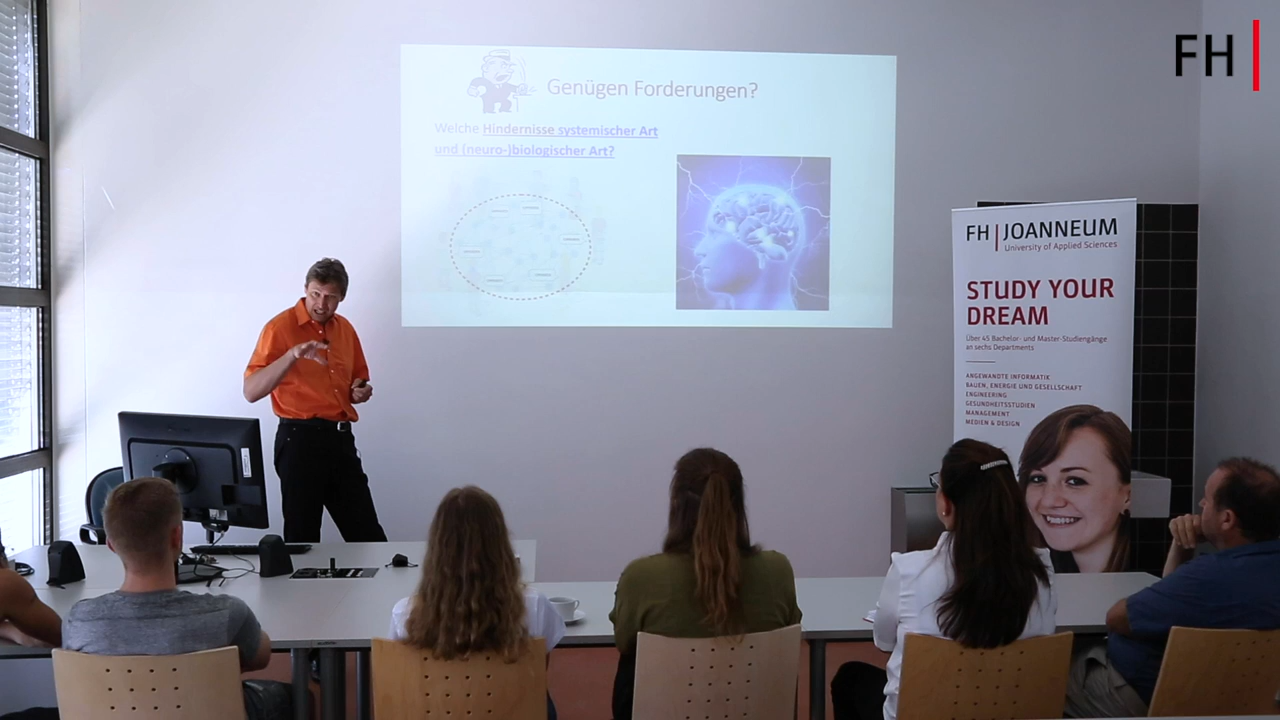 FH
Genügen Forderungen?
Welche Hindernisse systemischer Art
und (neuro-)biologischer Art?
FH JOANNEUM
University of Applied Sciences
STUDY YOUR
DREAM
Über 45 Bachelor- und Master-Studiengänge
an sechs Departments
ANGEWANDTE INFORMATIK
BAUEN, ENERGIE UND GESELLSCHAFT
ENGINEERING
GESUNDHEITSSTUDIEN
MANAGEMENT
MEDIEN & DESIGN